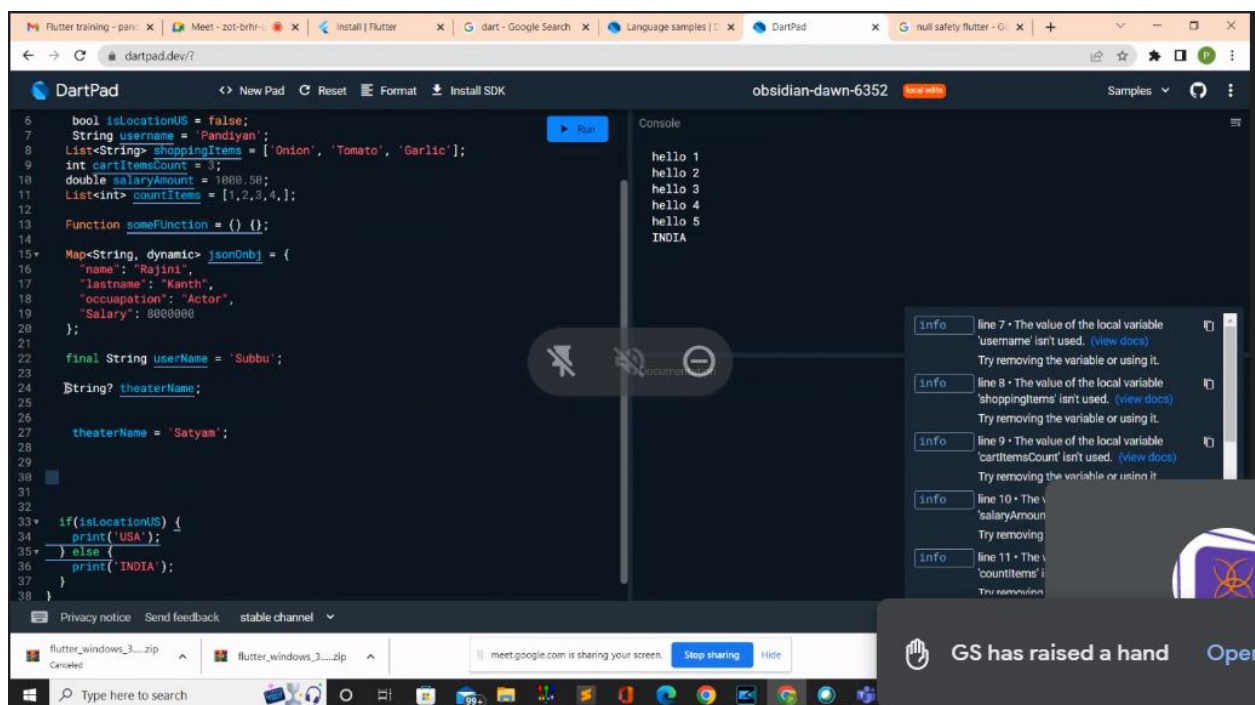 Flutter training - pan
Meet - zot-brhr-
Install | Flutter
dart - Google Search
Language samples | D
DartPad
null safety flutter - G
dartpad.dev/?
P
DartPad
<> New Pad
Reset
Format
Install SDK
obsidian-dawn-6352
local edits
Samples
6 bool isLocationUS = false;
7 String username = 'Pandiyan';
8 List<String> shoppingItems = ['Onion', 'Tomato', 'Garlic'];
9 int cartItemsCount = 3;
10 double salaryAmount = 1000.50;
11 List<int> countItems = [1,2,3,4,];
12
13 Function someFUnction = () {};
14
15 Map<String, dynamic> jsonOnbj = {
16 "name": "Rajini",
17 "lastname": "Kanth",
18 "occuapation": "Actor",
19 "Salary": 8000000
20 };
21
22 final String userName = 'Subbu';
23
24 String? theaterName;
25
26
27 theaterName = 'Satyam';
28
29
30
31
32
33 if(isLocationUS) {
34 print('USA');
35 } else {
36 print('INDIA');
37 }
38 }
Run
Console
hello 1
hello 2
hello 3
hello 4
hello 5
INDIA
Documentation
info line 7 • The value of the local variable
'username' isn't used. (view docs)
Try removing the variable or using it.
info line 8 • The value of the local variable
'shoppingItems' isn't used. (view docs)
Try removing the variable or using it.
info line 9 • The value of the local variable
'cartItemsCount' isn't used. (view docs)
Try removing the variable or using it.
info line 10 • The v
'salaryAmoun
Try removing
info line 11 • The v
'countItems' i
Try removing
Privacy notice
Send feedback
stable channel
flutter_windows_3.....zip
Canceled
flutter_windows_3.....zip
meet.google.com is sharing your screen.
Stop sharing
Hide
GS has raised a hand
Oper
Type here to search
99+